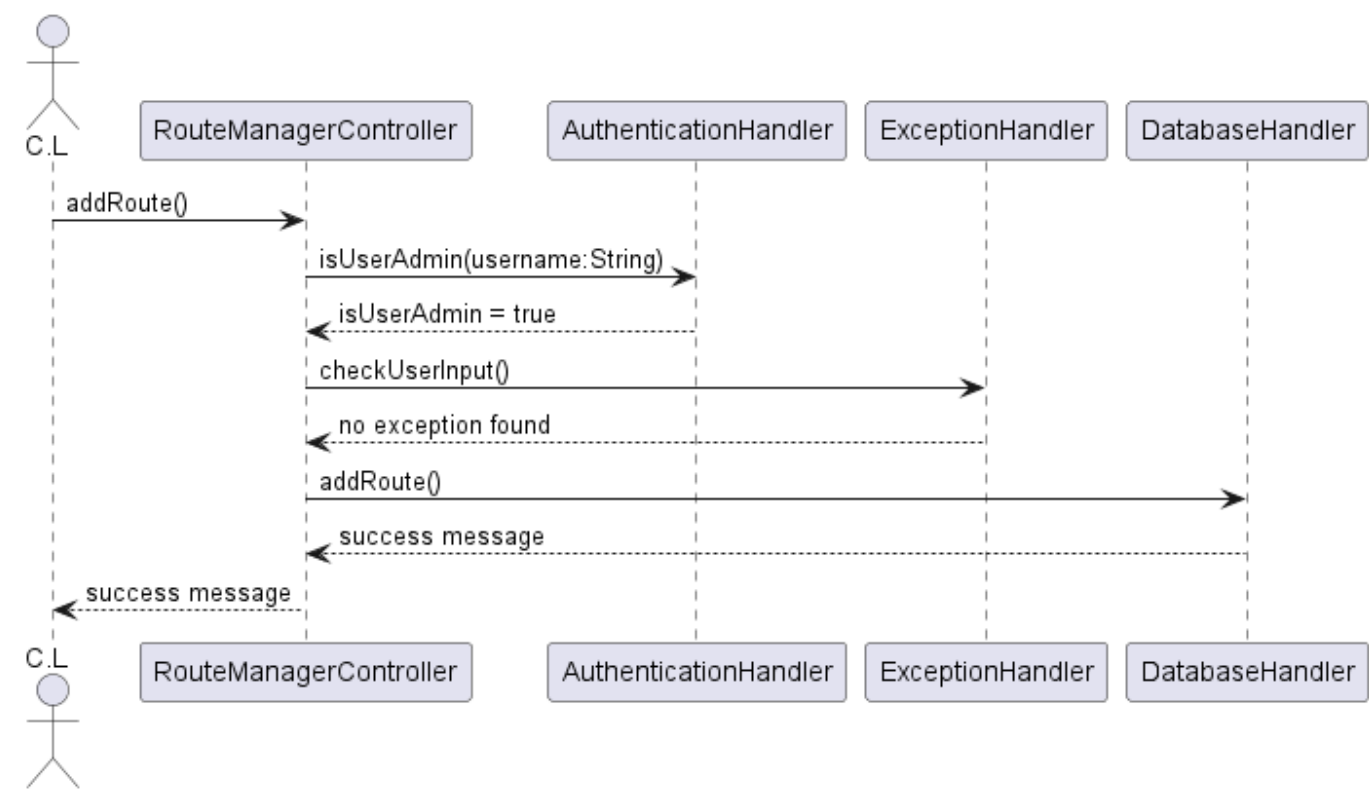 C.L
RouteManagerController
AuthenticationHandler
ExceptionHandler
DatabaseHandler
addRoute()
isUserAdmin(username:String)
isUserAdmin = true
checkUserInput()
no exception found
addRoute()
success message
success message
C.L
RouteManagerController
AuthenticationHandler
ExceptionHandler
DatabaseHandler